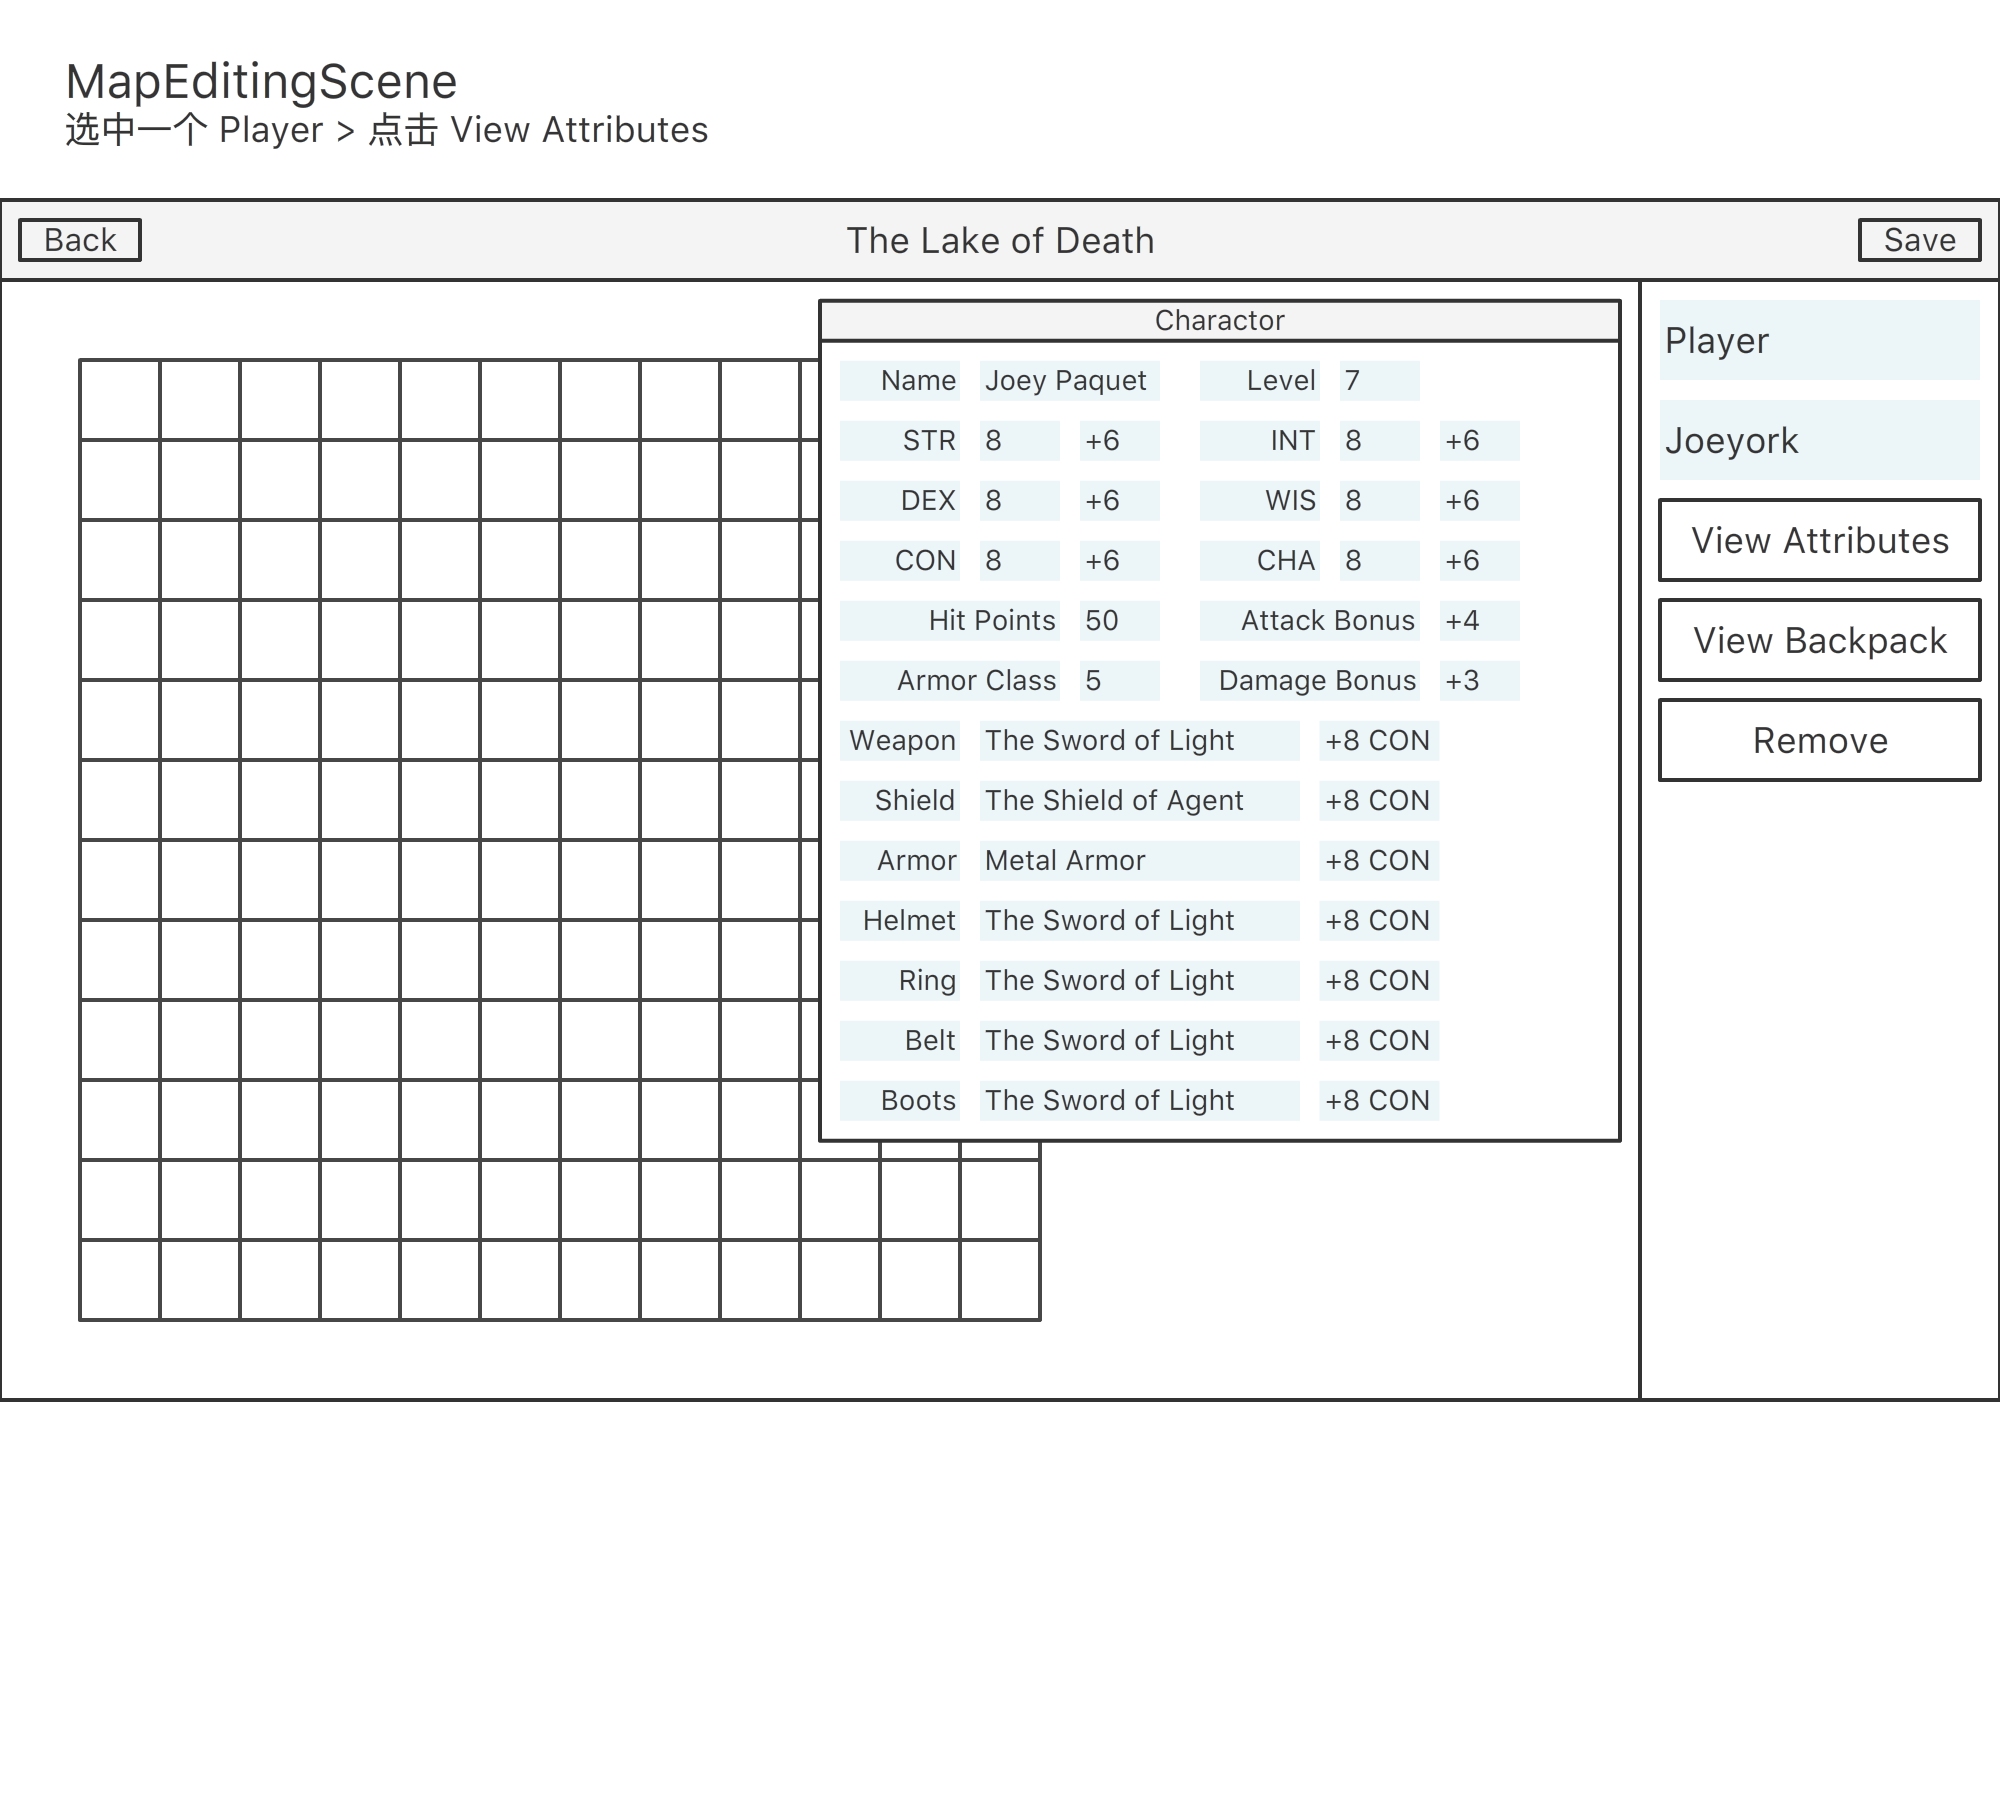 MapEditingScene
选中一个 Player > 点击 View Attributes
Back The Lake of Death Save
Charactor
Name Joey Paquet Level 7
STR 8 +6 INT 8 +6
DEX 8 +6 WIS 8 +6
CON 8 +6 CHA 8 +6
Hit Points 50 Attack Bonus +4
Armor Class 5 Damage Bonus +3
Weapon The Sword of Light +8 CON
Shield The Shield of Agent +8 CON
Armor Metal Armor +8 CON
Helmet The Sword of Light +8 CON
Ring The Sword of Light +8 CON
Belt The Sword of Light +8 CON
Boots The Sword of Light +8 CON
Player
Joeyork
View Attributes
View Backpack
Remove